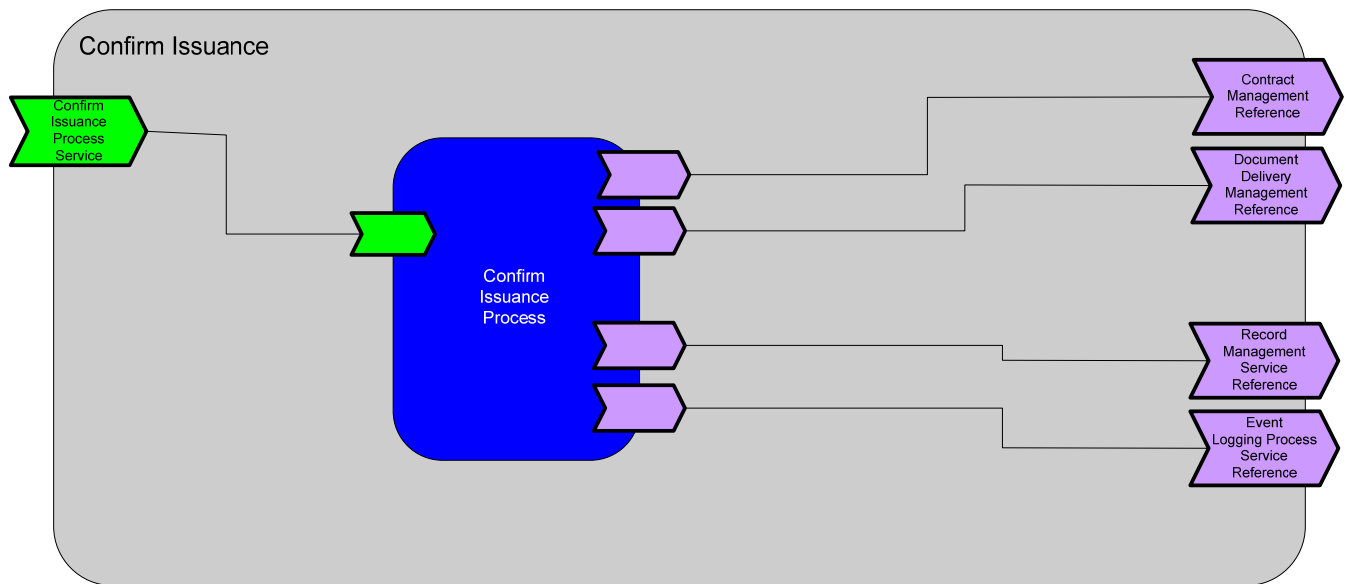 Confirm Issuance
Confirm
Issuance
Process
Service
Confirm
Issuance
Process
Contract
Management
Reference
Document
Delivery
Management
Reference
Record
Management
Service
Reference
Event
Logging Process
Service
Reference